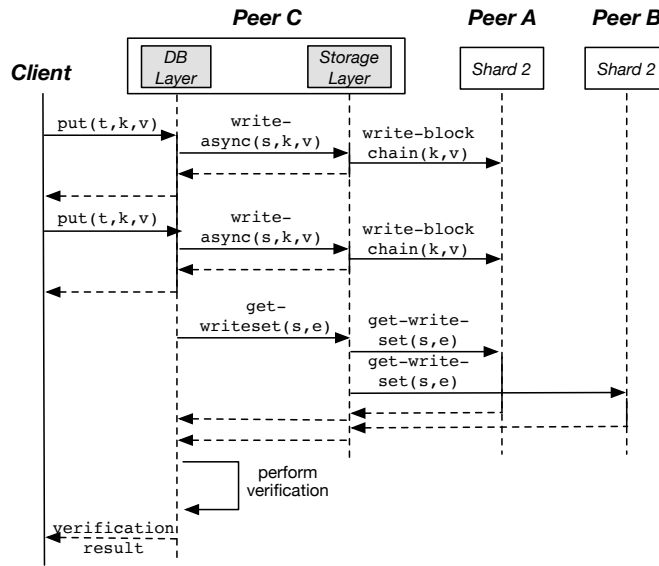 Peer C
Peer A
Peer B
Client
DB
Layer
Storage
Layer
Shard 2
Shard 2
put(t,k,v)
write-
async(s,k,v)
write-block
chain(k,v)
put(t,k,v)
write-
async(s,k,v)
write-block
chain(k,v)
get-
writeset(s,e)
get-write-
set(s,e)
get-write-
set(s,e)
perform
verification
verification
result